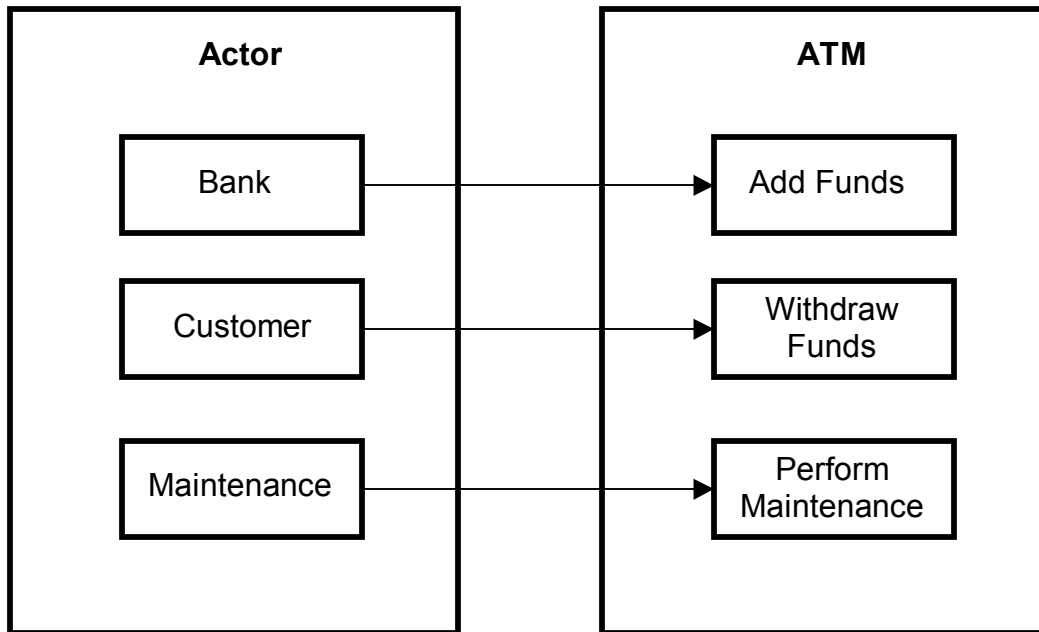 Actor
Bank
Customer
Maintenance
ATM
Add Funds
Withdraw
Funds
Perform
Maintenance